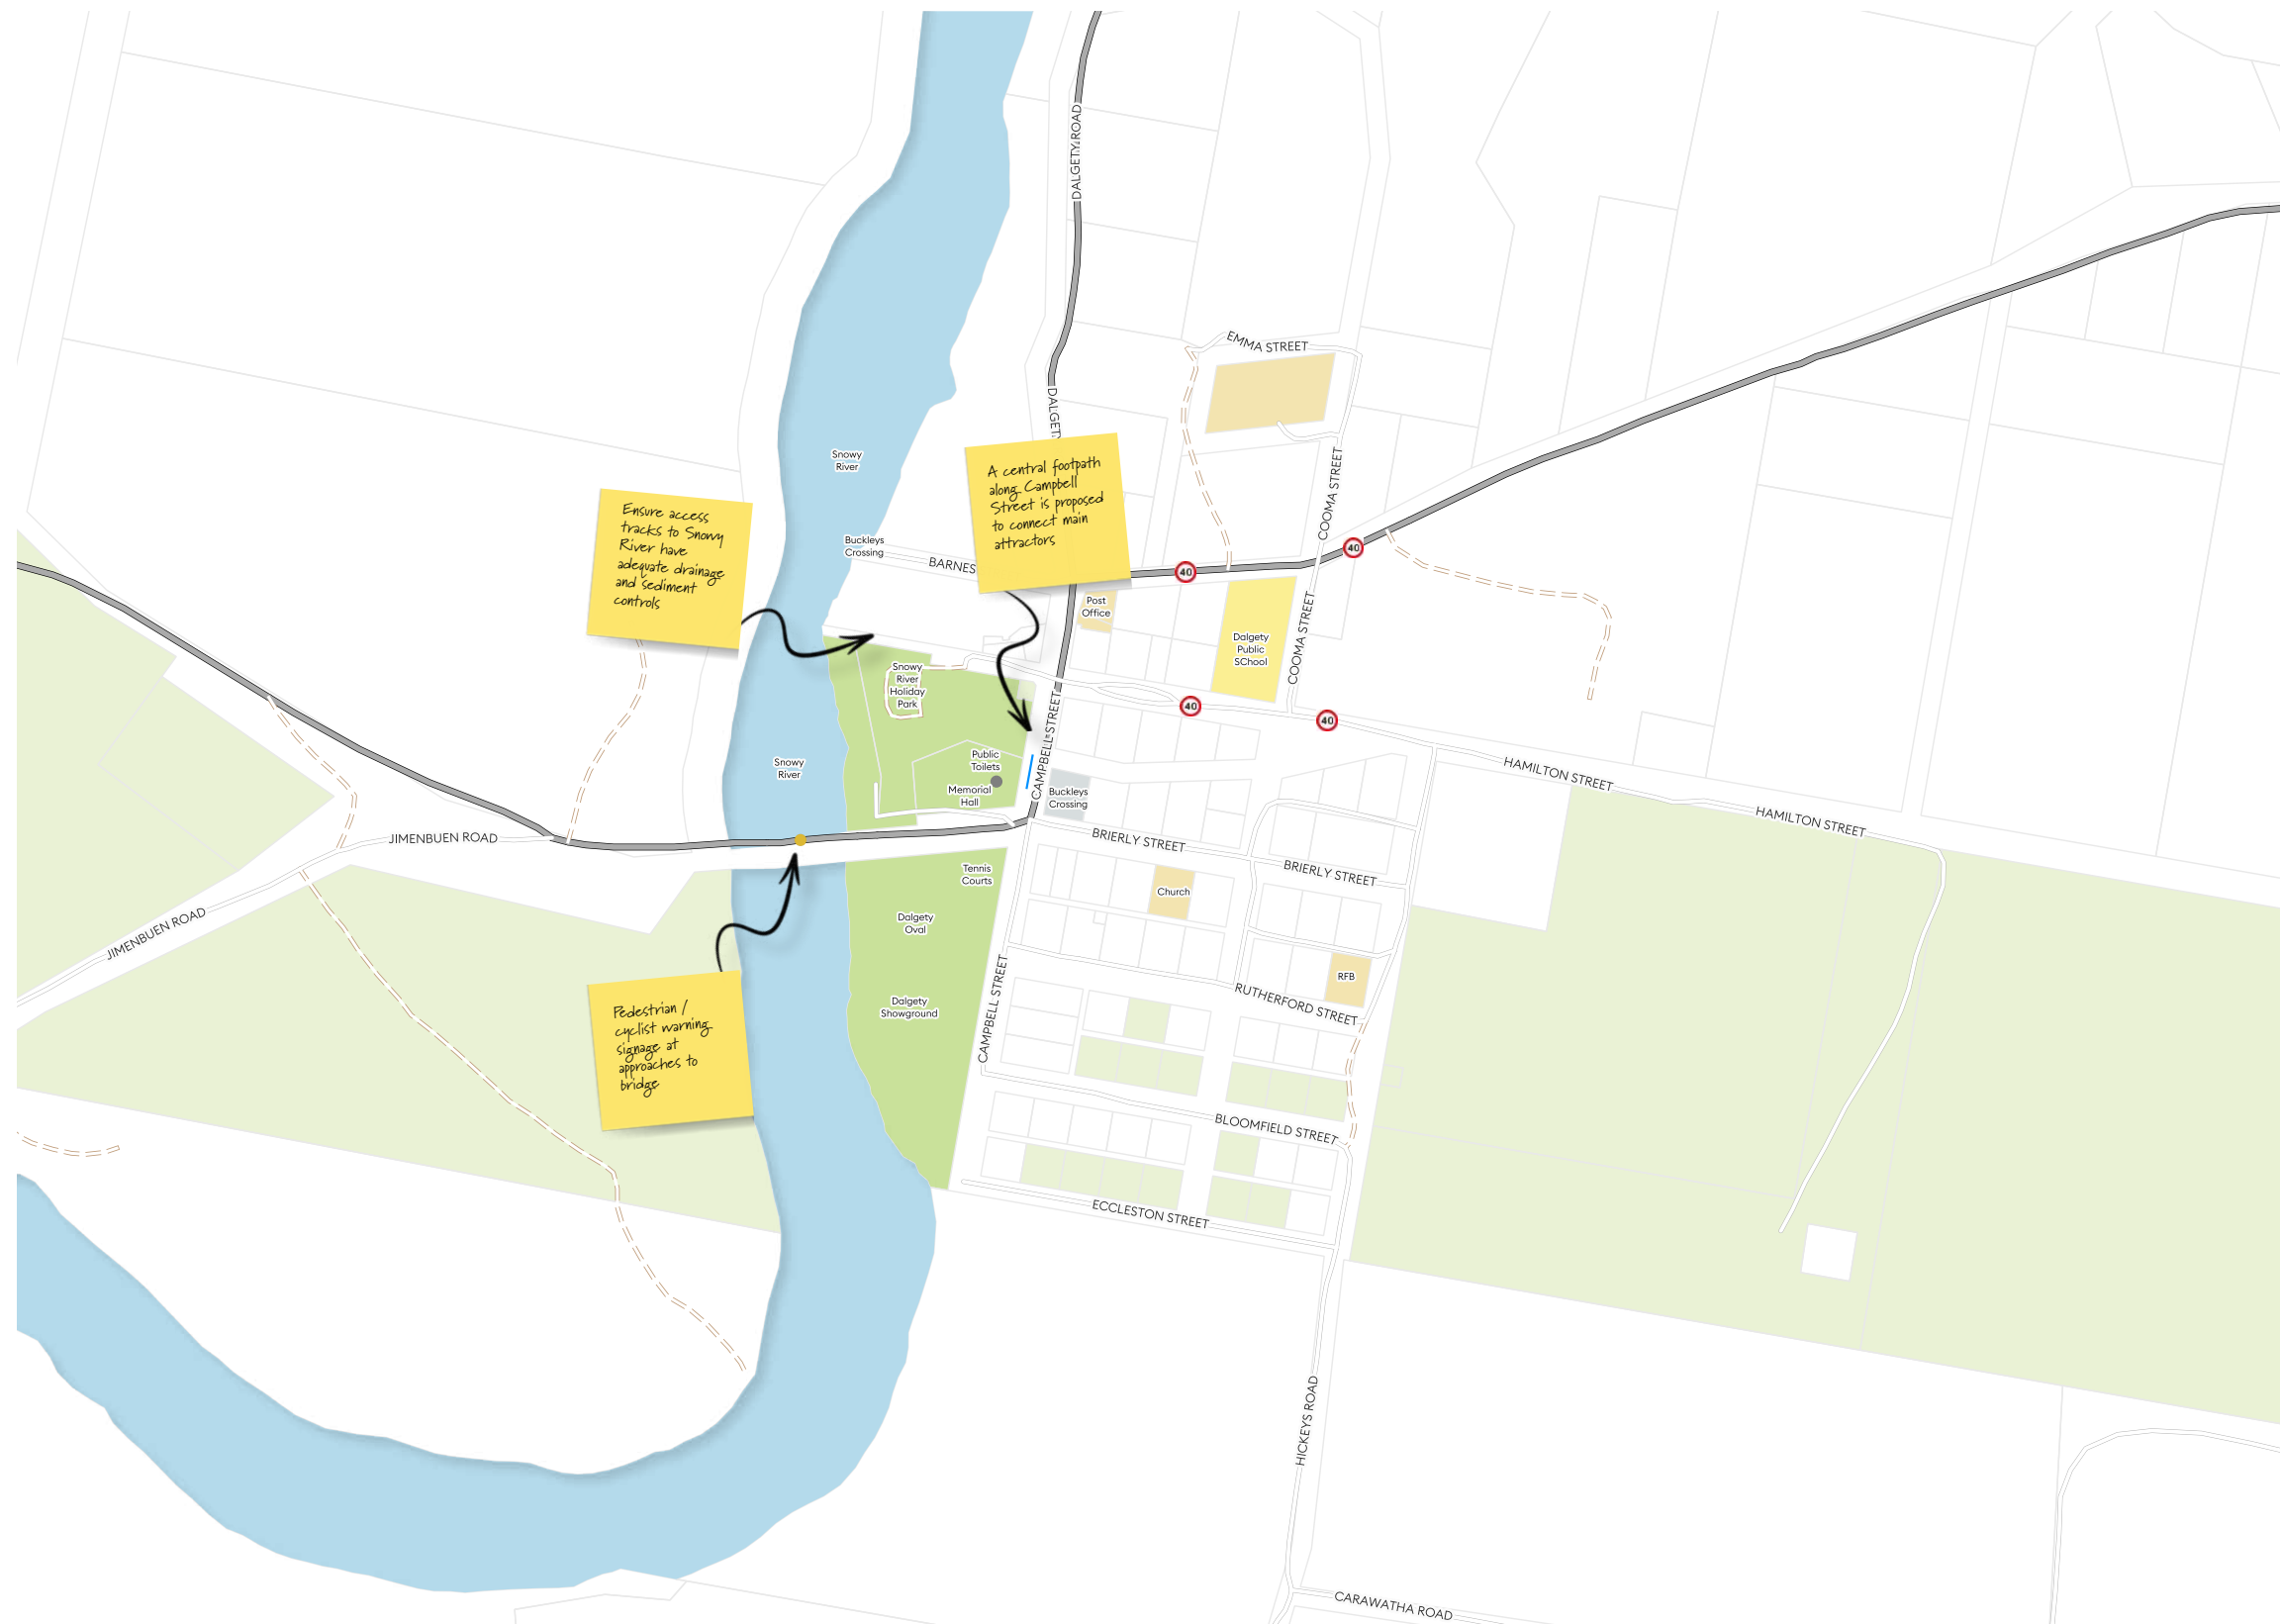 DALGETY ROAD
EMMA STREET
DALGET
Snowy
River
COOMA STREET
A central footpath
along Campbell
Street is proposed
to connect main
attractors
Ensure access
tracks to Snowy
River have
adequate drainage
and sediment
controls
Buckleys
Crossing
BARNES
40
40
Post
Office
Dalgety
Public
SChool
COOMA STREET
Snowy
River
Holiday
Park
40
40
CAMPBELL STREET
Snowy
River
Public
Toilets
Memorial
Hall
Buckleys
Crossing
HAMILTON STREET
HAMILTON STREET
JIMENBUEN ROAD
BRIERLY STREET
BRIERLY STREET
Tennis
Courts
Church
JIMENBUEN ROAD
Dalgety
Oval
RFB
CAMPBELL STREET
Dalgety
Showground
RUTHERFORD STREET
Pedestrian /
cyclist warning
signage at
approaches to
bridge
BLOOMFIELD STREET
ECCLESTON STREET
HICKEYS ROAD
CARAWATHA ROAD